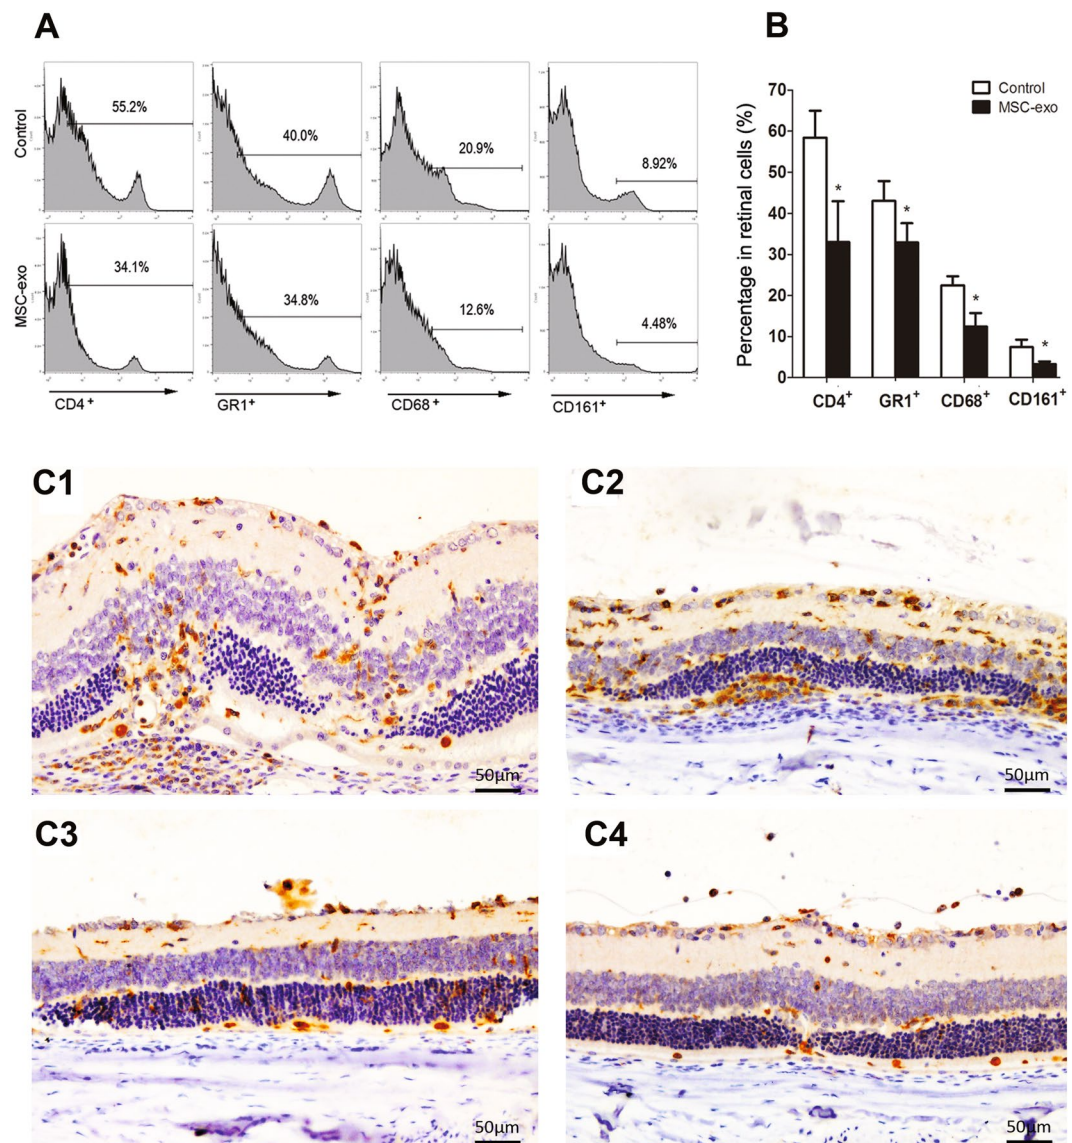 A
B
Control
55.2%
40.0%
20.9%
8.92%
MSC-exo
34.1%
34.8%
12.6%
4.48%
CD4+
GR1+
CD68+
CD161+
Control
MSC-exo
Percentage in retinal cells (%)
70
60
50
40
30
20
10
0
*
*
*
*
CD4+
GR1+
CD68+
CD161+
C1
50μm
C2
50μm
C3
50μm
C4
50μm